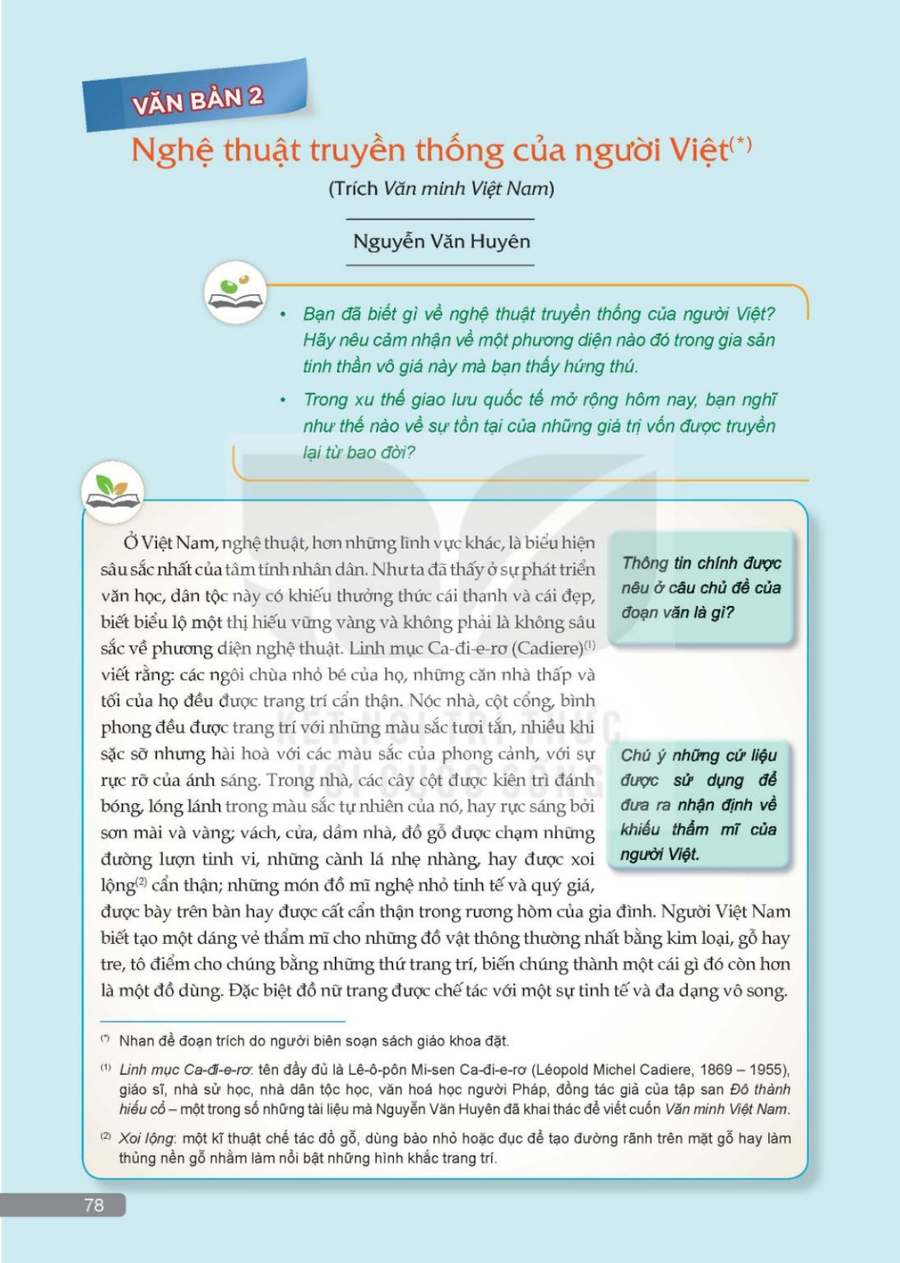 VĂN BẢN 2
Nghệ thuật truyền thống của người Việt(*)
(Trích Văn minh Việt Nam)
Nguyễn Văn Huyên
• Bạn đã biết gì về nghệ thuật truyền thống của người Việt?
Hãy nêu cảm nhận về một phương diện nào đó trong gia sản
tinh thần vô giá này mà bạn thấy hứng thú.
• Trong xu thế giao lưu quốc tế mở rộng hôm nay, bạn nghĩ
như thế nào về sự tồn tại của những giá trị vốn được truyền
lại từ bao đời?
Ở Việt Nam, nghệ thuật, hơn những lĩnh vực khác, là biểu hiện
sâu sắc nhất của tâm tính nhân dân. Như ta đã thấy ở sự phát triển
văn học, dân tộc này có khiếu thưởng thức cái thanh và cái đẹp,
biết biểu lộ một thị hiếu vững vàng và không phải là không sâu
sắc về phương diện nghệ thuật. Linh mục Ca-đi-e-rơ (Cadiere)(1)
viết rằng: các ngôi chùa nhỏ bé của họ, những căn nhà thấp và
tối của họ đều được trang trí cẩn thận. Nóc nhà, cột cổng, bình
phong đều được trang trí với những màu sắc tươi tắn, nhiều khi
sặc sỡ nhưng hài hoà với các màu sắc của phong cảnh, với sự
rực rỡ của ánh sáng. Trong nhà, các cây cột được kiên trì đánh
bóng, lóng lánh trong màu sắc tự nhiên của nó, hay rực sáng bởi
sơn mài và vàng; vách, cửa, dầm nhà, đồ gỗ được chạm những
đường lượn tinh vi, những cành lá nhẹ nhàng, hay được xoi
lộng(2) cẩn thận; những món đồ mĩ nghệ nhỏ tinh tế và quý giá,
được bày trên bàn hay được cất cẩn thận trong rương hòm của gia đình. Người Việt Nam
biết tạo một dáng vẻ thẩm mĩ cho những đồ vật thông thường nhất bằng kim loại, gỗ hay
tre, tô điểm cho chúng bằng những thứ trang trí, biến chúng thành một cái gì đó còn hơn
là một đồ dùng. Đặc biệt đồ nữ trang được chế tác với một sự tinh tế và đa dạng vô song.
Thông tin chính được
nêu ở câu chủ đề của
đoạn văn là gì?
Chú ý những cứ liệu
được sử dụng để
đưa ra nhận định về
khiếu thẩm mĩ của
người Việt.
KẾT NỐI TRI THỨC
VỚI CUỘC SỐNG
(*) Nhan đề đoạn trích do người biên soạn sách giáo khoa đặt.
(1) Linh mục Ca-đi-e-rơ: tên đầy đủ là Lê-ô-pôn Mi-sen Ca-đi-e-rơ (Léopold Michel Cadiere, 1869 – 1955),
giáo sĩ, nhà sử học, nhà dân tộc học, văn hoá học người Pháp, đồng tác giả của tập san Đô thành
hiếu cổ – một trong số những tài liệu mà Nguyễn Văn Huyên đã khai thác để viết cuốn Văn minh Việt Nam.
(2) Xoi lộng: một kĩ thuật chế tác đồ gỗ, dùng bào nhỏ hoặc đục để tạo đường rãnh trên mặt gỗ hay làm
thủng nền gỗ nhằm làm nổi bật những hình khắc trang trí.
78